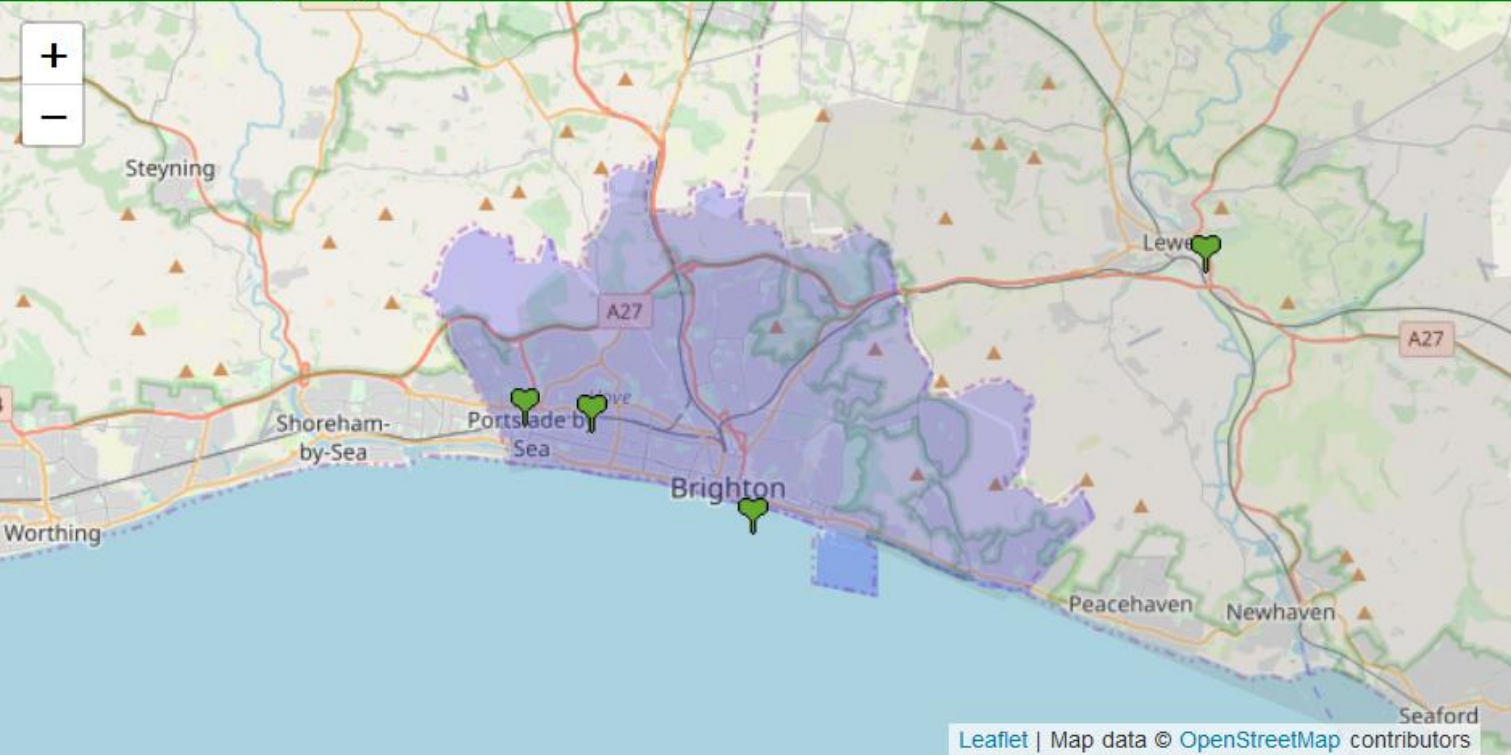 +
−
Steyning
Lewe
A27
A27
Hove
Portslade by
Sea
Shoreham-
by-Sea
Brighton
Worthing
Peacehaven
Newhaven
Seaford
Leaflet | Map data © OpenStreetMap contributors